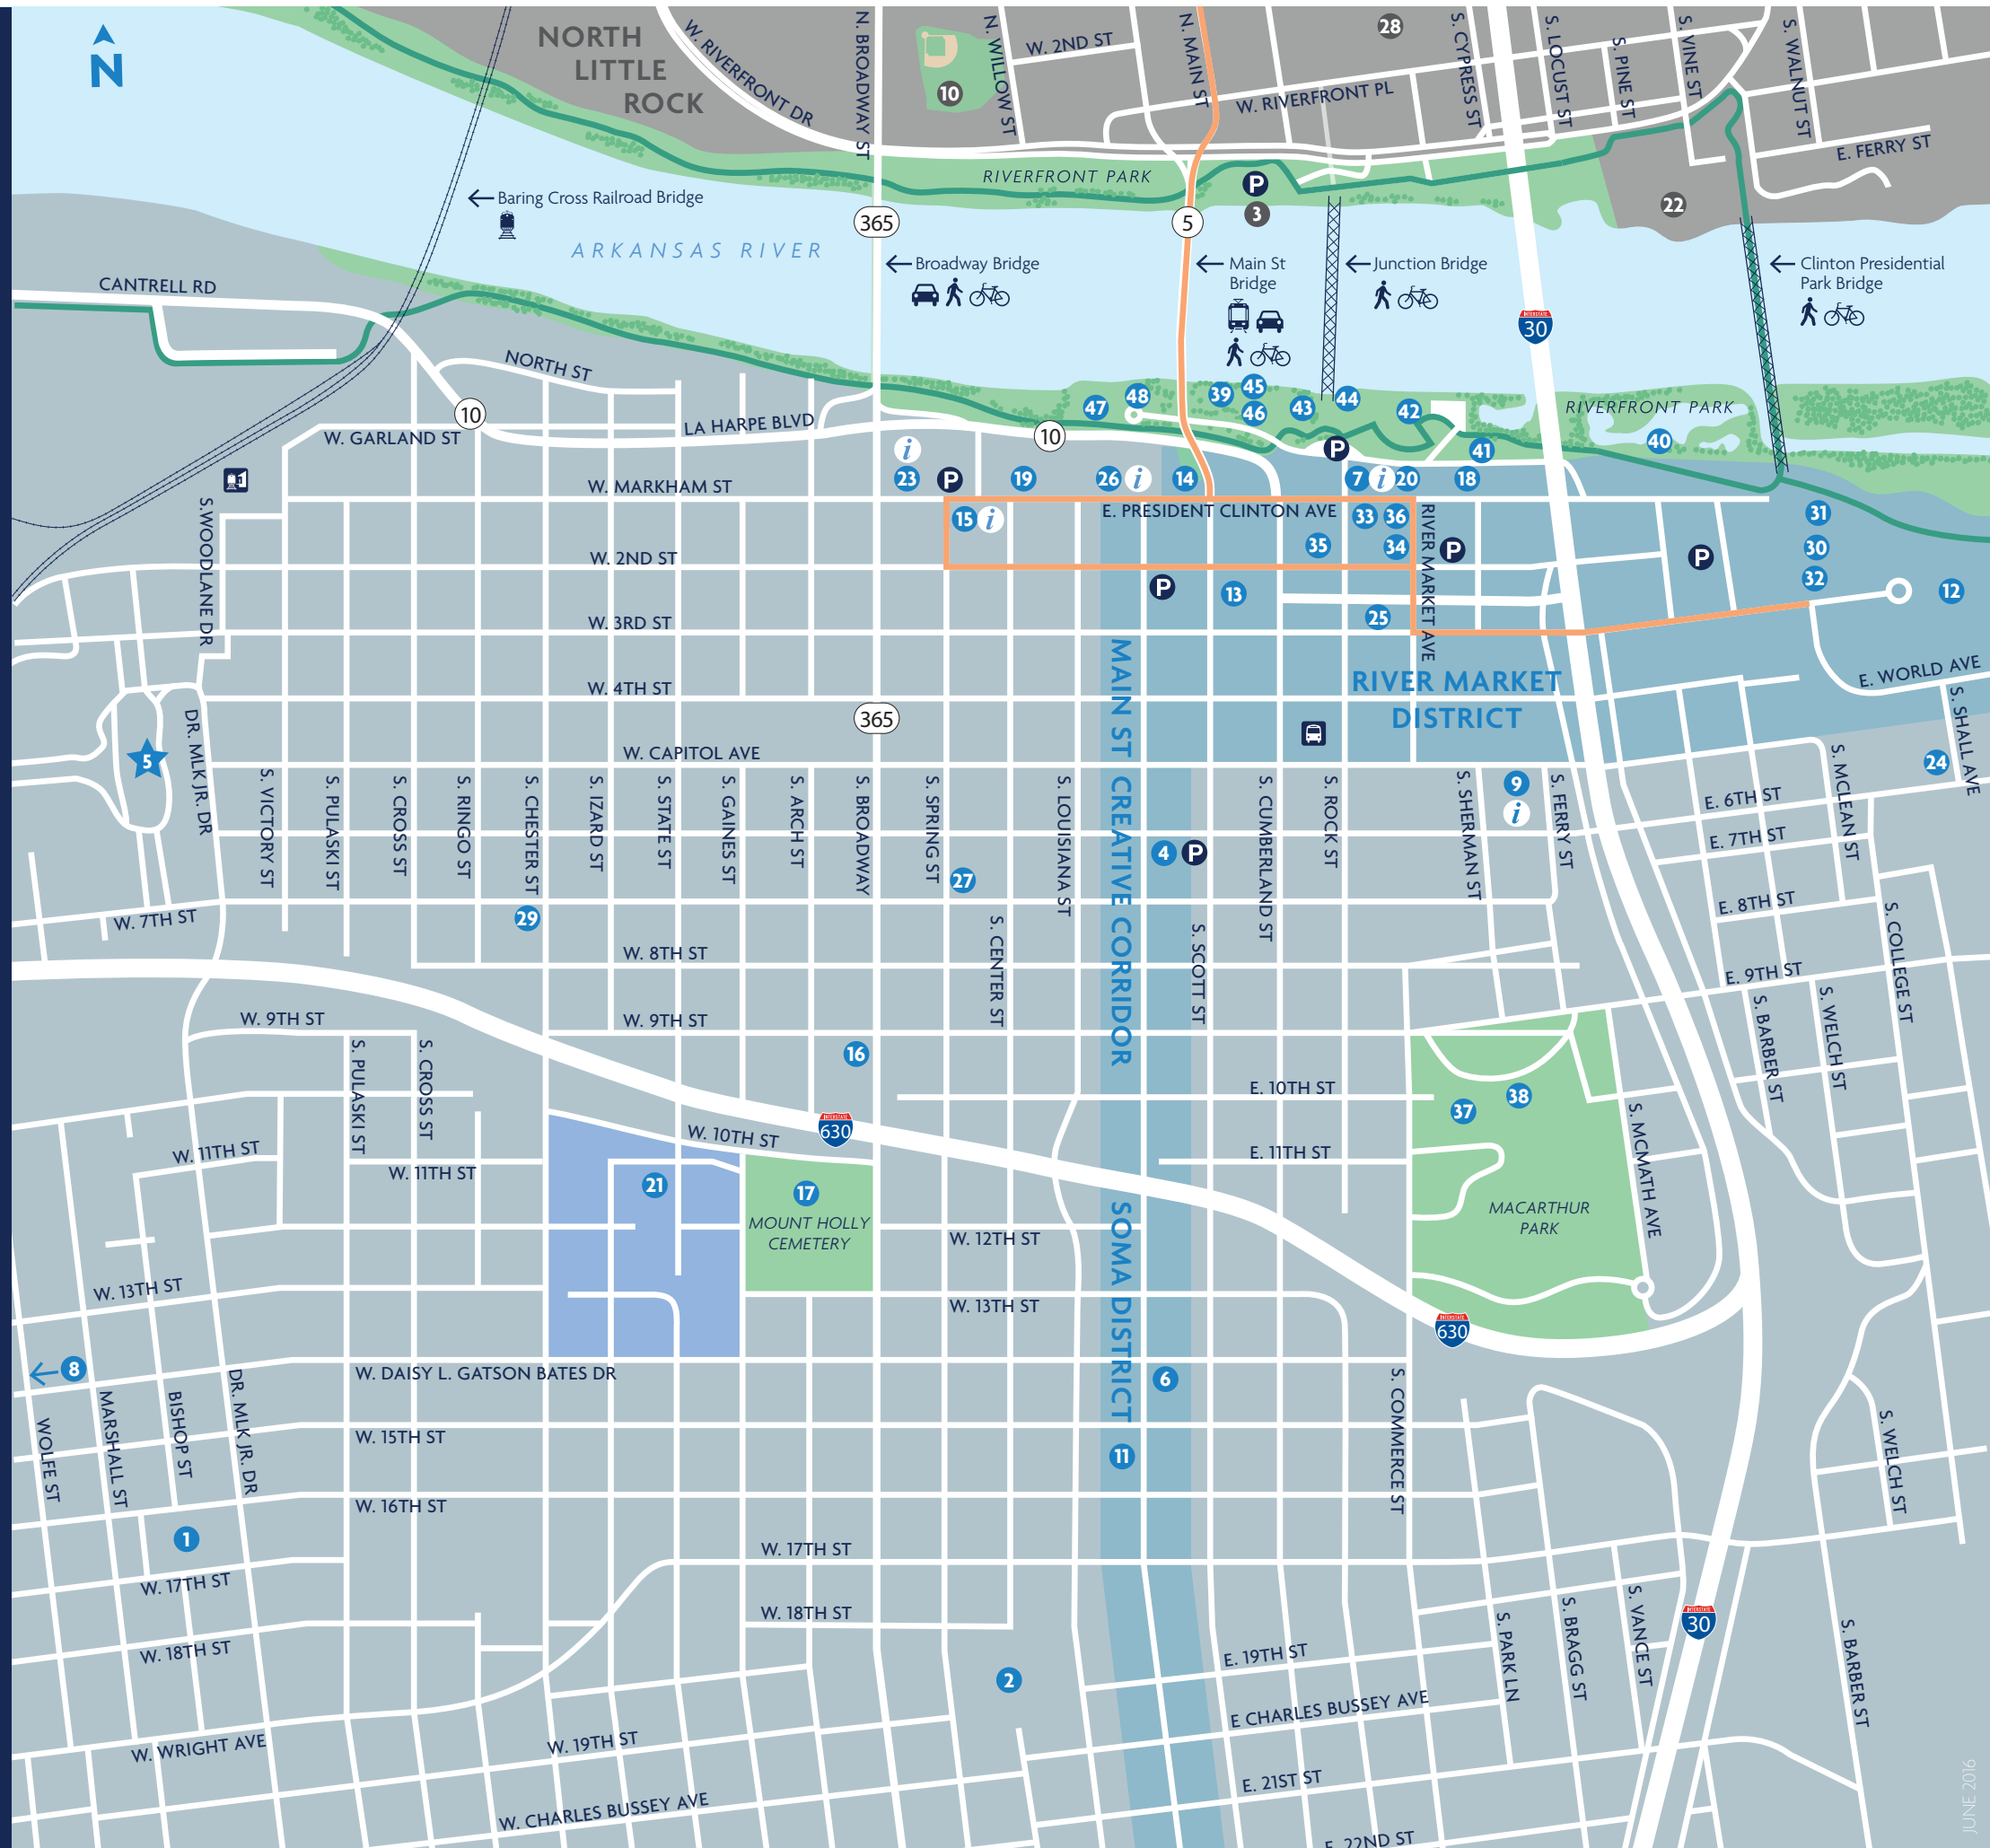 N
NORTH
LITTLE
ROCK
W. RIVERFRONT DR
N. BROADWAY ST
10
N. WILLOW ST
W. 2ND ST
N. MAIN ST
28
W. RIVERFRONT PL
S. CYPRESS ST
S. LOCUST ST
S. PINE ST
S. VINE ST
S. WALNUT ST
E. FERRY ST
RIVERFRONT PARK
P
3
22
Baring Cross Railroad Bridge
365
5
ARKANSAS RIVER
Broadway Bridge
Main St
Bridge
Junction Bridge
Clinton Presidential
Park Bridge
INTERSTATE
30
CANTRELL RD
NORTH ST
10
LA HARPE BLVD
W. GARLAND ST
10
47
48
39
45
46
43
44
42
41
RIVERFRONT PARK
40
P
i
23
P
19
26
i
14
7
i
20
18
W. MARKHAM ST
15
i
E. PRESIDENT CLINTON AVE
33
36
35
34
RIVER MARKET AVE
P
P
31
30
32
12
S.WOODLANE DR
W. 2ND ST
P
13
25
W. 3RD ST
RIVER MARKET
DISTRICT
E. WORLD AVE
S. SHALL AVE
W. 4TH ST
365
MAIN ST CREATIVE CORRIDOR
5
DR. MLK JR. DR
W. CAPITOL AVE
24
S. VICTORY ST
S. PULASKI ST
S. CROSS ST
S. RINGO ST
S. CHESTER ST
S. IZARD ST
S. STATE ST
S. GAINES ST
S. ARCH ST
S. BROADWAY
S. SPRING ST
S. LOUISIANA ST
S. CUMBERLAND ST
S. ROCK ST
S. SHERMAN ST
9
i
S. FERRY ST
S. MCLEAN ST
E. 6TH ST
E. 7TH ST
4
P
27
29
W. 7TH ST
E. 8TH ST
S. COLLEGE ST
W. 8TH ST
S. CENTER ST
S. SCOTT ST
E. 9TH ST
S. BARBER ST
S. WELCH ST
W. 9TH ST
W. 9TH ST
S. PULASKI ST
S. CROSS ST
16
E. 10TH ST
37
38
S. MCMATH AVE
INTERSTATE
630
W. 10TH ST
W. 11TH ST
W. 11TH ST
E. 11TH ST
21
17
MOUNT HOLLY
CEMETERY
MACARTHUR
PARK
W. 12TH ST
SOMA DISTRICT
W. 13TH ST
W. 13TH ST
INTERSTATE
630
8
W. DAISY L. GATSON BATES DR
6
S. COMMERCE ST
WOLFE ST
MARSHALL ST
BISHOP ST
DR. MLK JR. DR
W. 15TH ST
11
S. WELCH ST
W. 16TH ST
1
W. 17TH ST
W. 17TH ST
W. 18TH ST
W. 18TH ST
S. PARK LN
S. BRAGG ST
S. VANCE ST
INTERSTATE
30
S. BARBER ST
2
E. 19TH ST
E CHARLES BUSSEY AVE
W. WRIGHT AVE
W. 19TH ST
E. 21ST ST
W. CHARLES BUSSEY AVE
E. 22ND ST
JUNE 2016